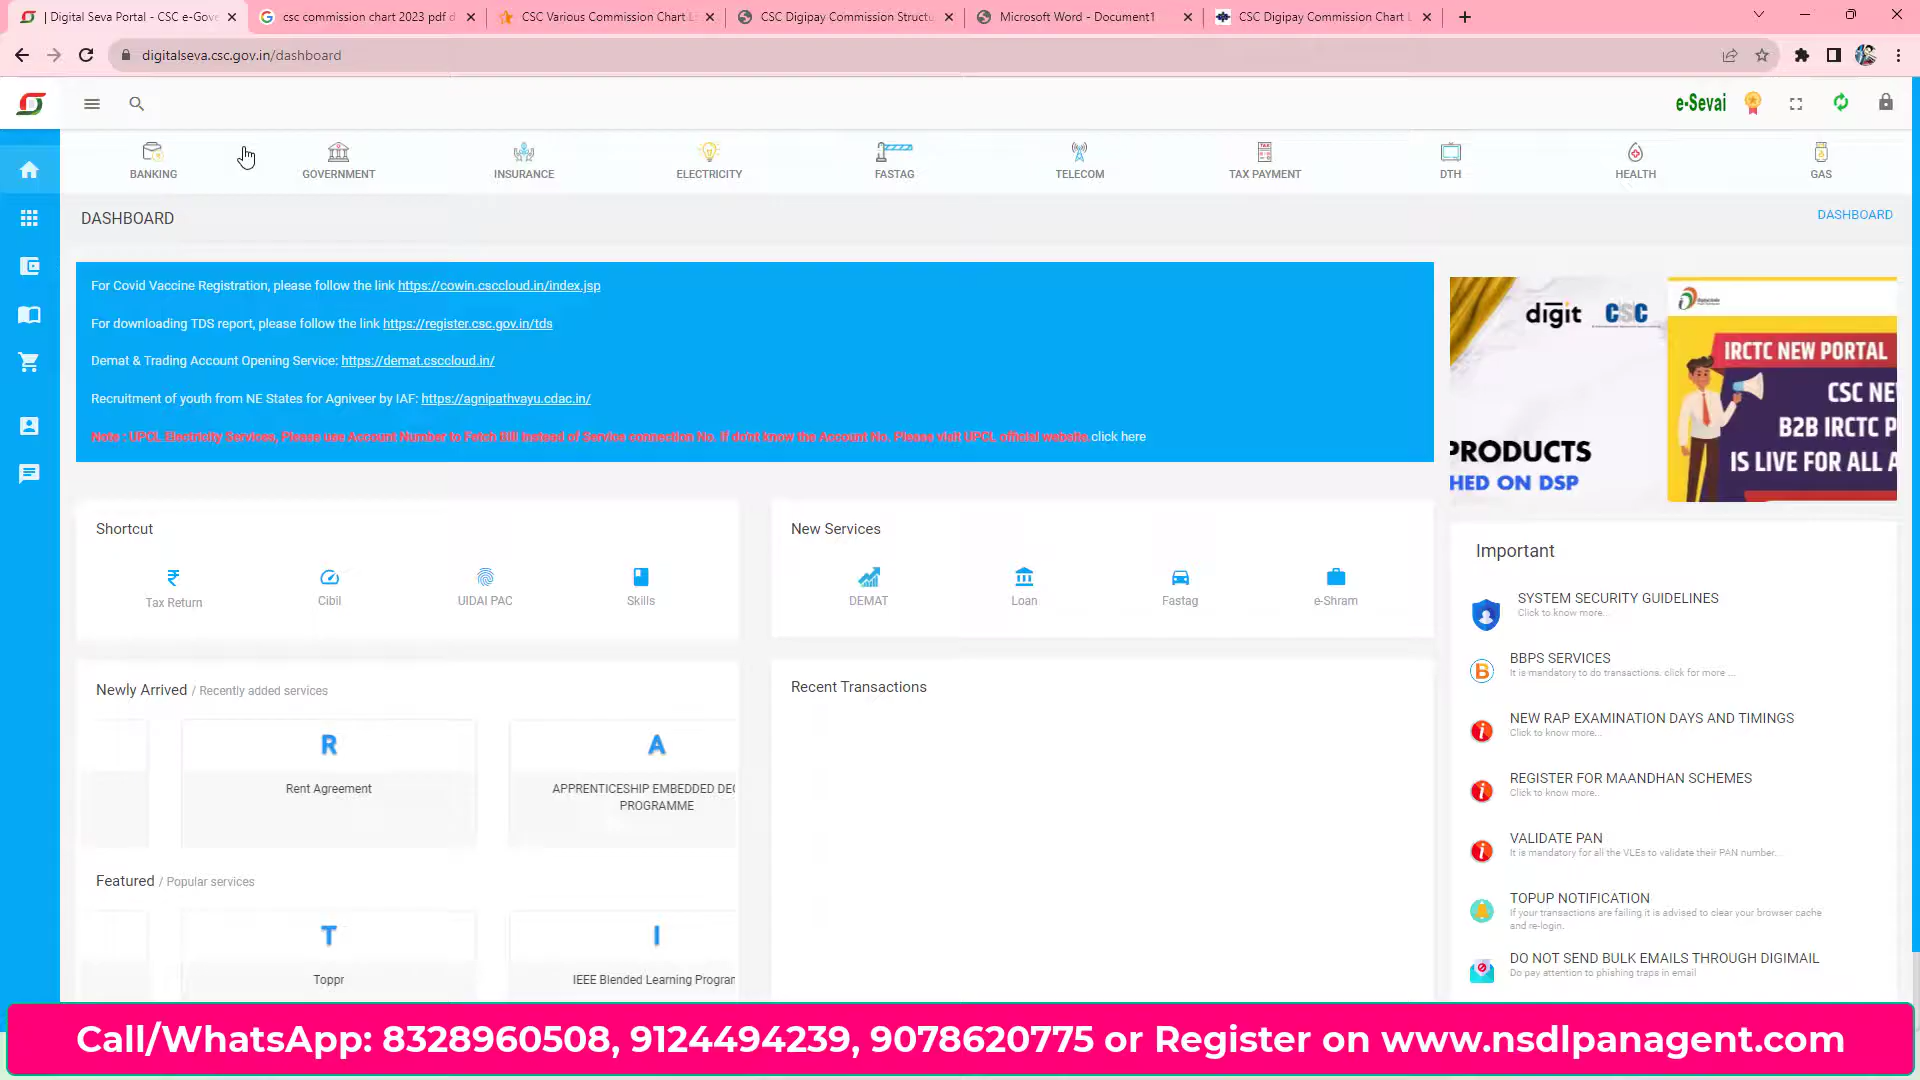 | Digital Seva Portal - CSC e-Gove
csc commission chart 2023 pdf d
CSC Various Commission Chart L
CSC Digipay Commission Structu
Microsoft Word - Document1
CSC Digipay Commission Chart L
digitalseva.csc.gov.in/dashboard
e-Sevai
BANKING
GOVERNMENT
INSURANCE
ELECTRICITY
FASTAG
TELECOM
TAX PAYMENT
DTH
HEALTH
GAS
DASHBOARD
DASHBOARD
For Covid Vaccine Registration, please follow the link https://cowin.csccloud.in/index.jsp
For downloading TDS report, please follow the link https://register.csc.gov.in/tds
Demat & Trading Account Opening Service: https://demat.csccloud.in/
Recruitment of youth from NE States for Agniveer by IAF: https://agnipathvayu.cdac.in/
Note : UPCL Electricity Services, Please use Account Number to Fetch Bill instead of Service connection No. If do'nt know the Account No. Please visit UPCL official website.click here
digit CSC
PRODUCTS
HED ON DSP
IRCTC NEW PORTAL
CSC NE
B2B IRCTC P
IS LIVE FOR ALL A
Shortcut
Tax Return
Cibil
UIDAI PAC
Skills
New Services
DEMAT
Loan
Fastag
e-Shram
Newly Arrived / Recently added services
R
Rent Agreement
A
APPRENTICESHIP EMBEDDED DEG
PROGRAMME
Featured / Popular services
T
Toppr
I
IEEE Blended Learning Program
Recent Transactions
Important
SYSTEM SECURITY GUIDELINES
Click to know more...
BBPS SERVICES
It is mandatory to do transactions. click for more ...
NEW RAP EXAMINATION DAYS AND TIMINGS
Click to know more...
REGISTER FOR MAANDHAN SCHEMES
Click to know more..
VALIDATE PAN
It is mandatory for all the VLEs to validate their PAN number...
TOPUP NOTIFICATION
If your transactions are failing it is advised to clear your browser cache
and re-login.
DO NOT SEND BULK EMAILS THROUGH DIGIMAIL
Do pay attention to phishing traps in email
Call/WhatsApp: 8328960508, 9124494239, 9078620775 or Register on www.nsdlpanagent.com